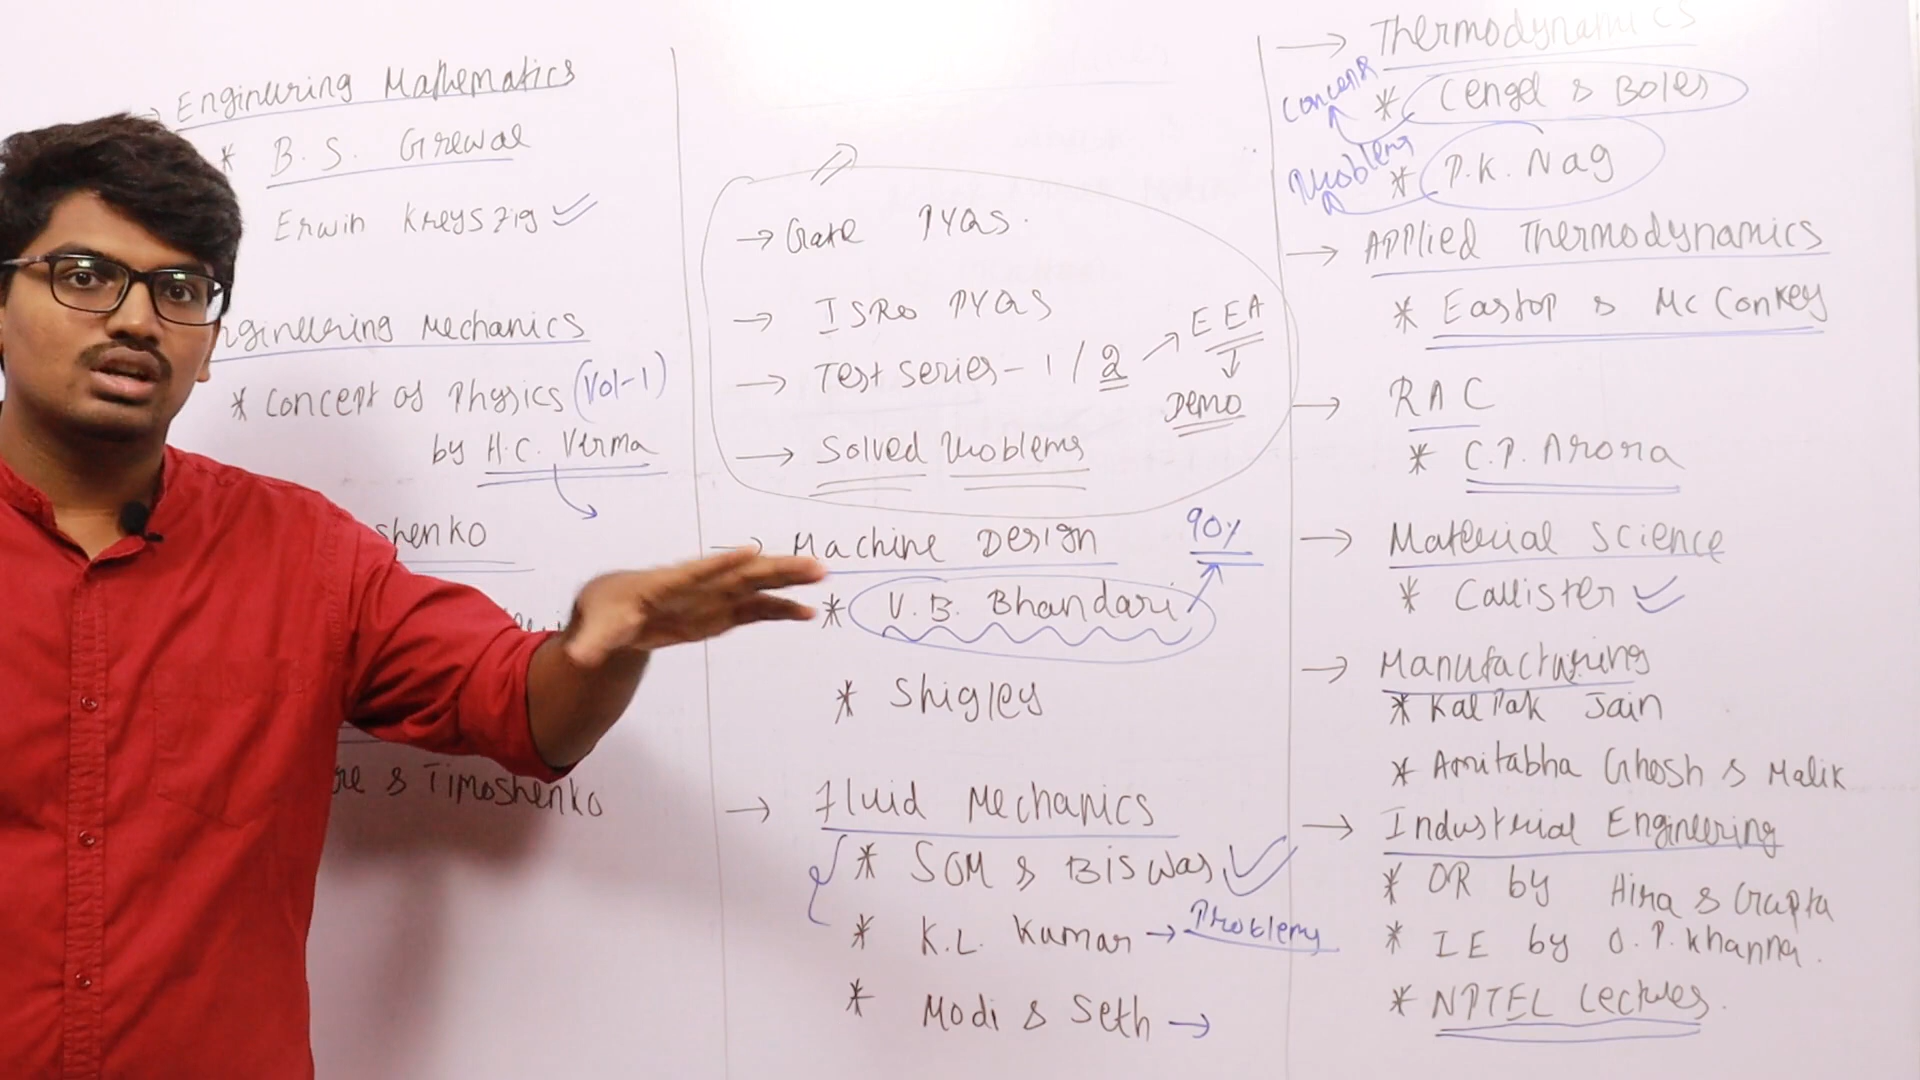 Engineering Mathematics
* B. S. Grewal
Erwin Kreyszig
ngineering Mechanics
* Concept of Physics (Vol-1)
by H.C. Verma
shenko
& Timoshenko
→ Gate PYQS.
→ ISRO PYQS
→ Test Series - 1 / 2 → EEA
↓
DEMO
→ Solved Problems
→ Machine Design
90%
* V. B. Bhandari
* Shigley
→ Fluid Mechanics
* SOM & Biswas
* K.L. Kumar → Problems
* Modi & Seth →
→ Thermodynamics
Concept
* Cengel & Boles
Problems
* P.K. Nag
→ Applied Thermodynamics
* Eastop & Mc Conkey
→ RAC
* C.P. Arora
→ Material Science
* Callister
→ Manufacturing
* Kalpak Jain
* Amitabha Ghosh & Malik
→ Industrial Engineering
* OR by Hira & Gupta
* IE by O.P. Khanna.
* NPTEL Lectures.